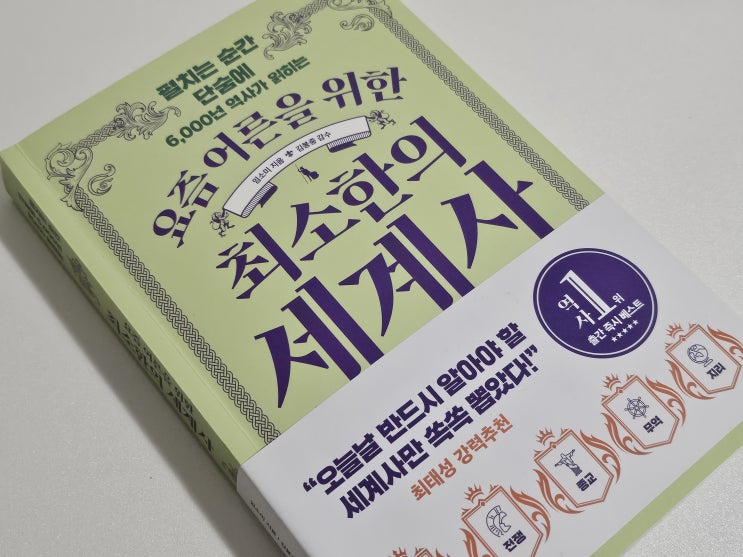 펼치는 순간
단숨에
6,000년 역사가 읽히는
요즘 어른을 위한
임소미 지음 김봉중 감수
최소한의
세계사
역사 1위
출간 즉시 베스트
★★★★★
"오늘날 반드시 알아야 할
세계사만 쏙쏙 뽑았다!"
최태성 강력추천
전쟁
종교
무역
지리